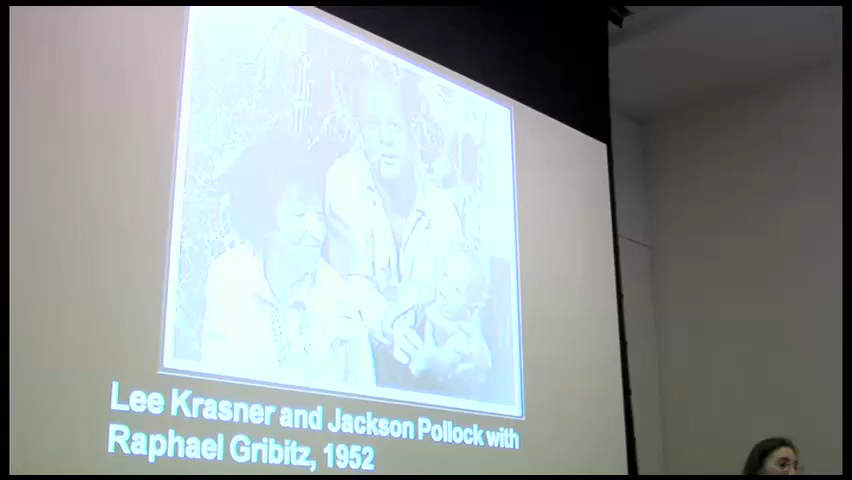 Lee Krasner and Jackson Pollock with
Raphael Gribitz, 1952